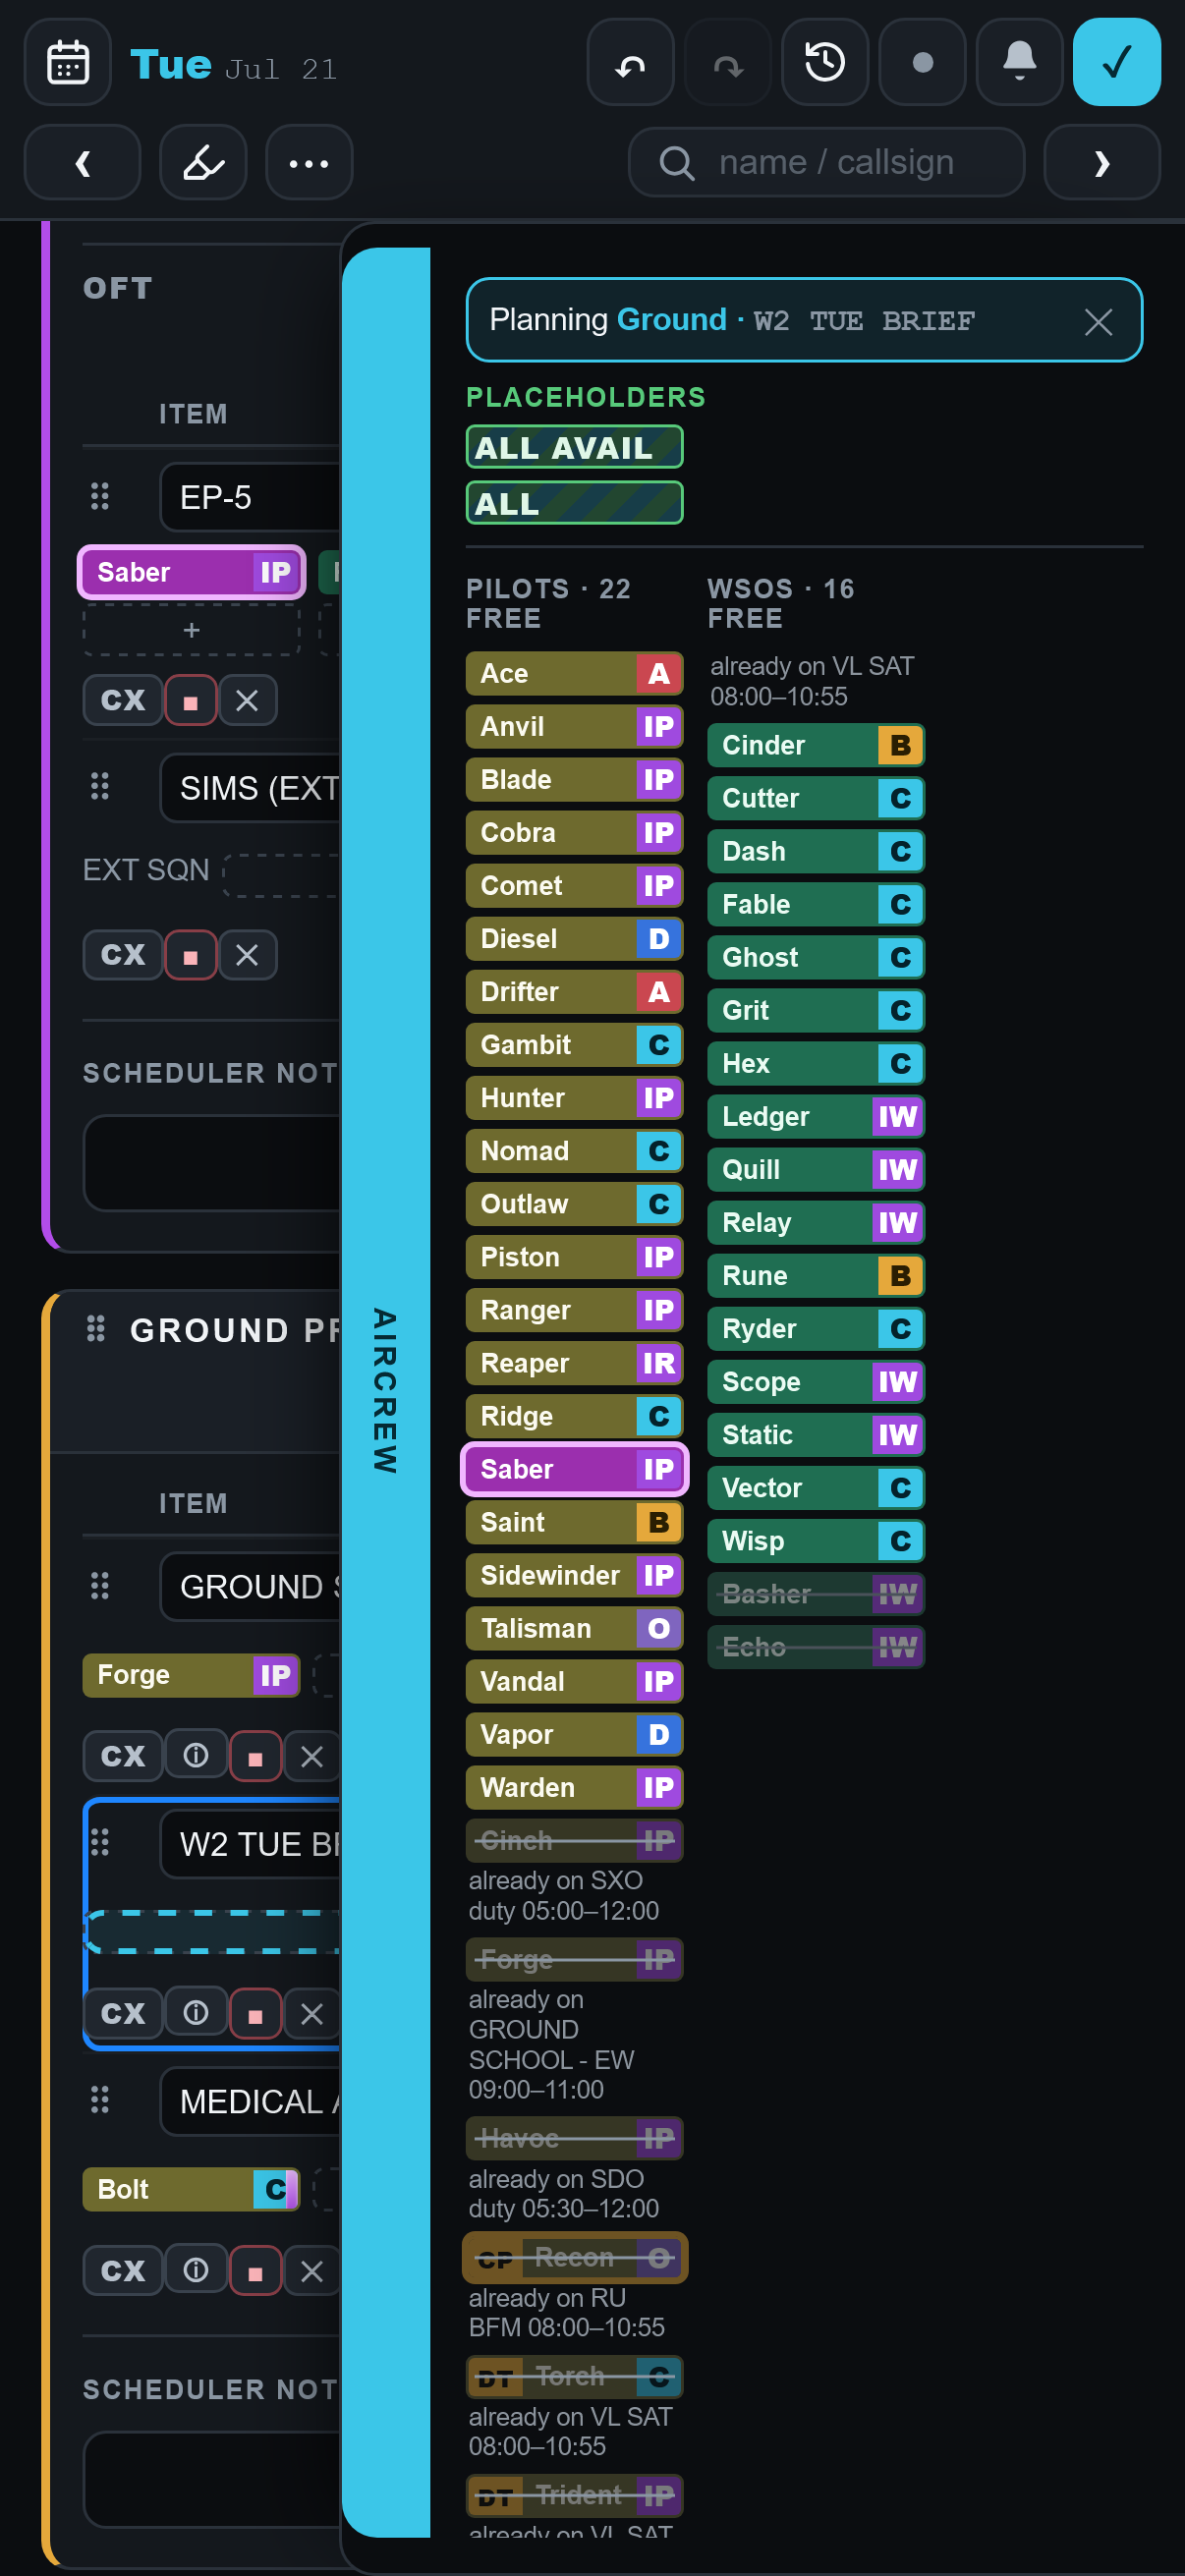 Tue Jul 21
name / callsign
OFT
ITEM
EP-5
Saber IP
+
CX
SIMS (EXT
EXT SQN
CX
SCHEDULER NOT
GROUND PR
ITEM
GROUND S
Forge IP
CX
W2 TUE BR
CX
MEDICAL A
Bolt C
CX
SCHEDULER NOT
AIRCREW
Planning Ground · W2 TUE BRIEF
PLACEHOLDERS
ALL AVAIL
ALL
PILOTS · 22
FREE
Ace A
Anvil IP
Blade IP
Cobra IP
Comet IP
Diesel D
Drifter A
Gambit C
Hunter IP
Nomad C
Outlaw C
Piston IP
Ranger IP
Reaper IR
Ridge C
Saber IP
Saint B
Sidewinder IP
Talisman O
Vandal IP
Vapor D
Warden IP
Cinch IP
already on SXO
duty 05:00–12:00
Forge IP
already on
GROUND
SCHOOL - EW
09:00–11:00
Havoc IP
already on SDO
duty 05:30–12:00
CP Recon O
already on RU
BFM 08:00–10:55
DT Torch C
already on VL SAT
08:00–10:55
DT Trident IP
already on VL SAT
WSOS · 16
FREE
already on VL SAT
08:00–10:55
Cinder B
Cutter C
Dash C
Fable C
Ghost C
Grit C
Hex C
Ledger IW
Quill IW
Relay IW
Rune B
Ryder C
Scope IW
Static IW
Vector C
Wisp C
Basher IW
Echo IW